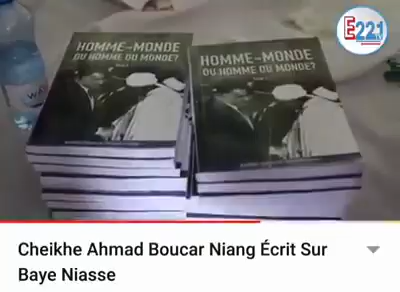 E221
HOMME-MONDE
OU HOMME DU MONDE?
HOMME-MONDE
OU HOMME DU MONDE?
Cheikhe Ahmad Boucar Niang Écrit Sur
Baye Niasse